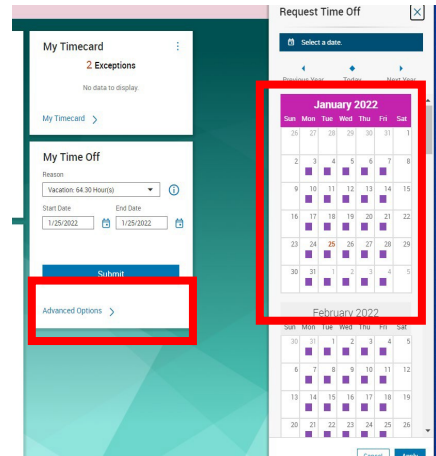 My Timecard
2 Exceptions
No data to display.
My Timecard
My Time Off
Reason
Vacation: 64.30 Hour(s)
Start Date End Date
1/25/2022 1/25/2022
Submit
Advanced Options
Request Time Off
Select a date.
Previous Year Today Next Year
January 2022
Sun Mon Tue Wed Thu Fri Sat
26 27 28 29 30 31 1
2 3 4 5 6 7 8
9 10 11 12 13 14 15
16 17 18 19 20 21 22
23 24 25 26 27 28 29
30 31 1 2 3 4 5
February 2022
Sun Mon Tue Wed Thu Fri Sat
30 31 1 2 3 4 5
6 7 8 9 10 11 12
13 14 15 16 17 18 19
20 21 22 23 24 25 26
Cancel Apply